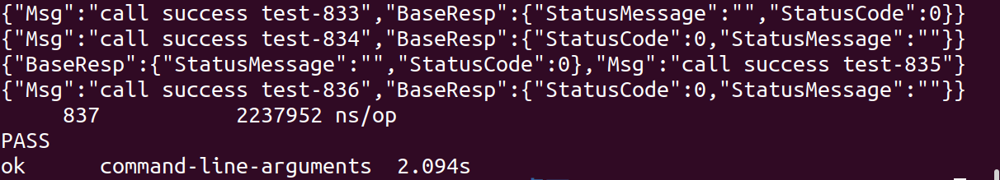 {"Msg":"call success test-833","BaseResp":{"StatusMessage":"","StatusCode":0}}
{"Msg":"call success test-834","BaseResp":{"StatusCode":0,"StatusMessage":""}}
{"BaseResp":{"StatusMessage":"","StatusCode":0},"Msg":"call success test-835"}
{"Msg":"call success test-836","BaseResp":{"StatusCode":0,"StatusMessage":""}}
     837           2237952 ns/op
PASS
ok      command-line-arguments  2.094s